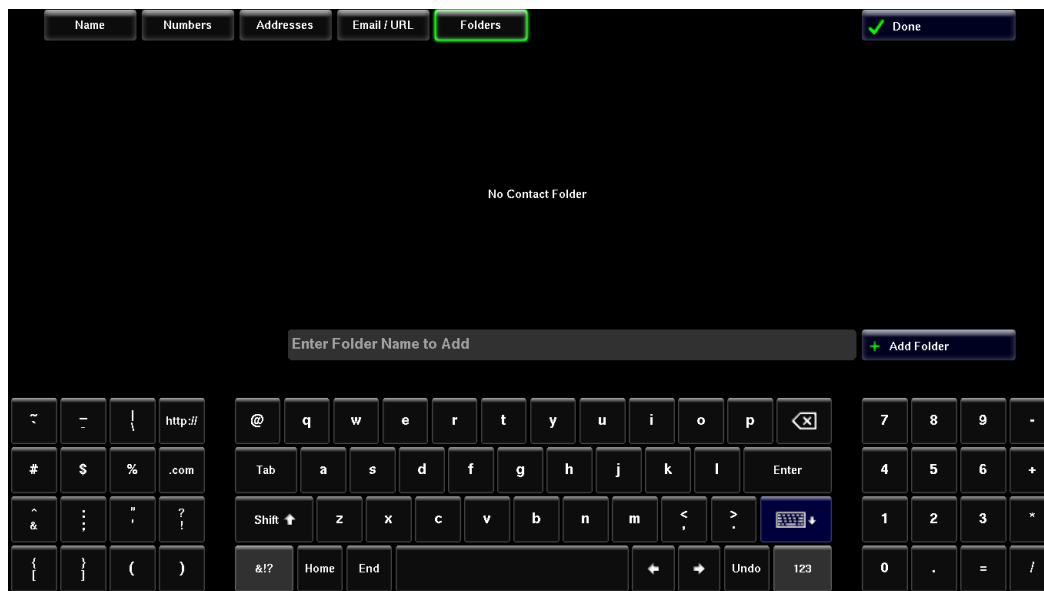 Name Numbers Addresses Email / URL Folders Done
No Contact Folder
Enter Folder Name to Add + Add Folder
~ ` _ - | \ http:// @ q w e r t y u i o p 7 8 9 -
# $ % .com Tab a s d f g h j k l Enter 4 5 6 +
^ & : ; " ' ? ! Shift z x c v b n m < , > . 1 2 3 *
{ [ } ] ( ) &!? Home End Undo 123 0 . = /